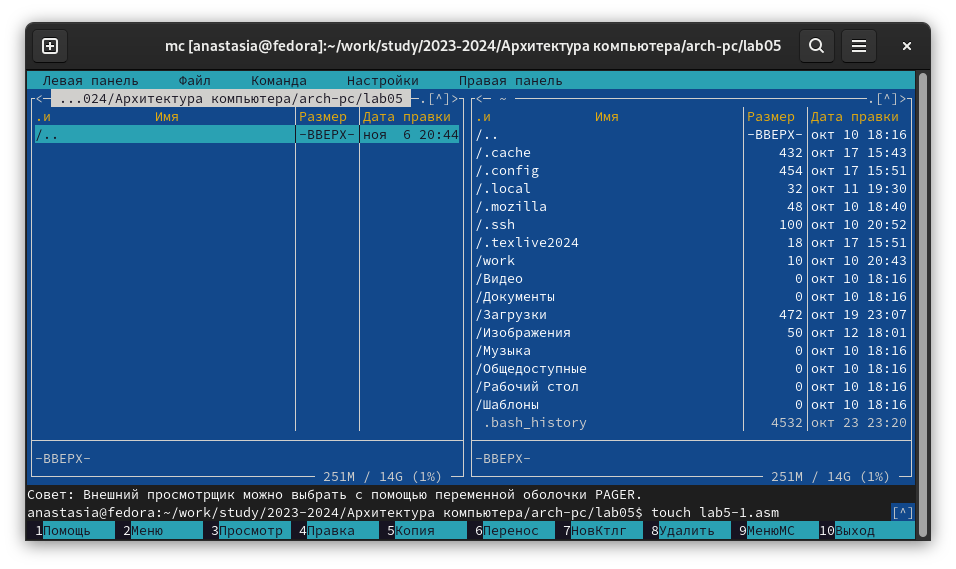 mc [anastasia@fedora]:~/work/study/2023-2024/Архитектура компьютера/arch-pc/lab05
Левая панель Файл Команда Настройки Правая панель
<─ ...024/Архитектура компьютера/arch-pc/lab05 ─.[^]> <─ ~ ─.[^]>
.и Имя Размер Дата правки .и Имя Размер Дата правки
/.. -ВВЕРХ- ноя 6 20:44 /.. -ВВЕРХ- окт 10 18:16
/.cache 432 окт 17 15:43
/.config 454 окт 17 15:51
/.local 32 окт 11 19:30
/.mozilla 48 окт 10 18:40
/.ssh 100 окт 10 20:52
/.texlive2024 18 окт 17 15:51
/work 10 окт 10 20:43
/Видео 0 окт 10 18:16
/Документы 0 окт 10 18:16
/Загрузки 472 окт 19 23:07
/Изображения 50 окт 12 18:01
/Музыка 0 окт 10 18:16
/Общедоступные 0 окт 10 18:16
/Рабочий стол 0 окт 10 18:16
/Шаблоны 0 окт 10 18:16
.bash_history 4532 окт 23 23:20
-ВВЕРХ- -ВВЕРХ-
251M / 14G (1%) 251M / 14G (1%)
Совет: Внешний просмотрщик можно выбрать с помощью переменной оболочки PAGER.
anastasia@fedora:~/work/study/2023-2024/Архитектура компьютера/arch-pc/lab05$ touch lab5-1.asm [^]
1Помощь 2Меню 3Просмотр 4Правка 5Копия 6Перенос 7НовКтлг 8Удалить 9МенюMC 10Выход